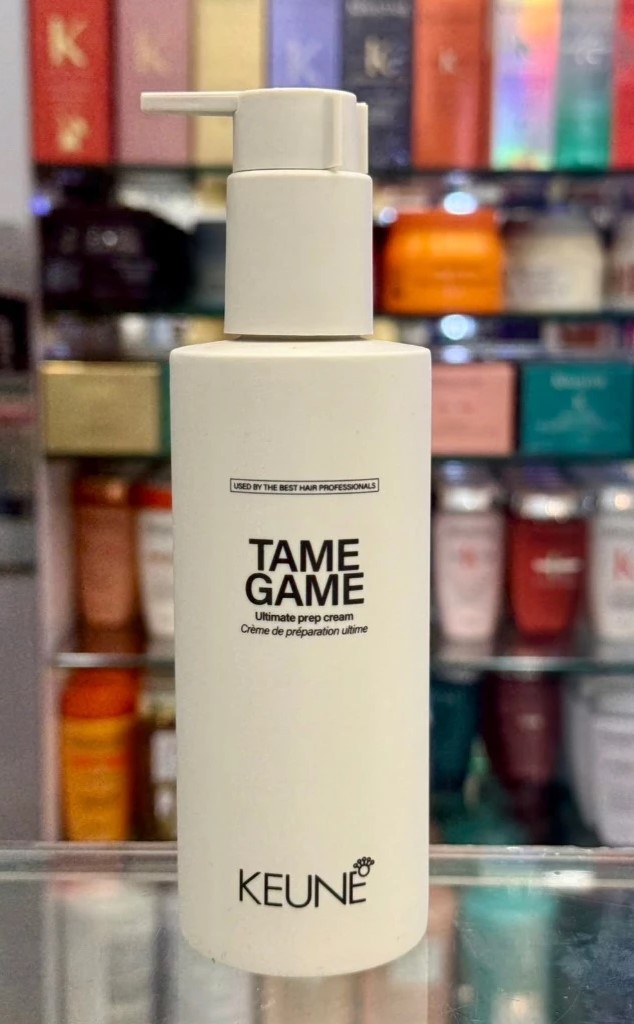 USED BY THE BEST HAIR PROFESSIONALS
TAME
GAME
Ultimate prep cream
Crème de préparation ultime
KEUNE